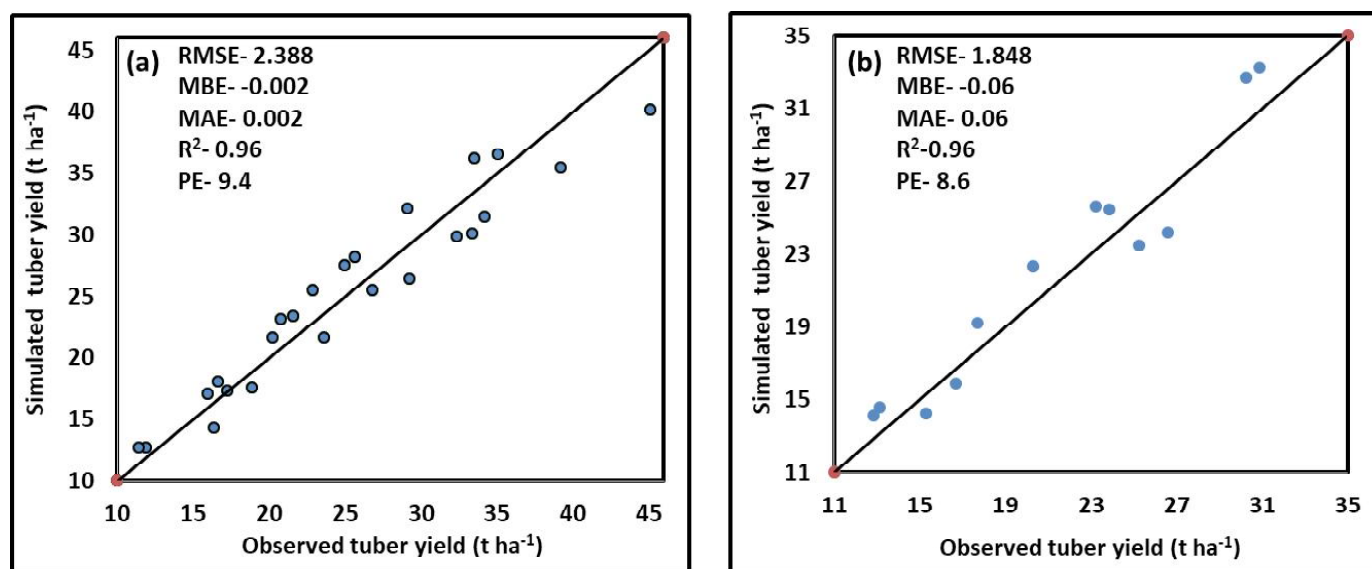 (a)
RMSE- 2.388
MBE- -0.002
MAE- 0.002
R²- 0.96
PE- 9.4
Simulated tuber yield (t ha⁻¹)
45
40
35
30
25
20
15
10
10 15 20 25 30 35 40 45
Observed tuber yield (t ha⁻¹)
(b)
RMSE- 1.848
MBE- -0.06
MAE- 0.06
R²-0.96
PE- 8.6
Simulated tuber yield (t ha⁻¹)
35
31
27
23
19
15
11
11 15 19 23 27 31 35
Observed tuber yield (t ha⁻¹)